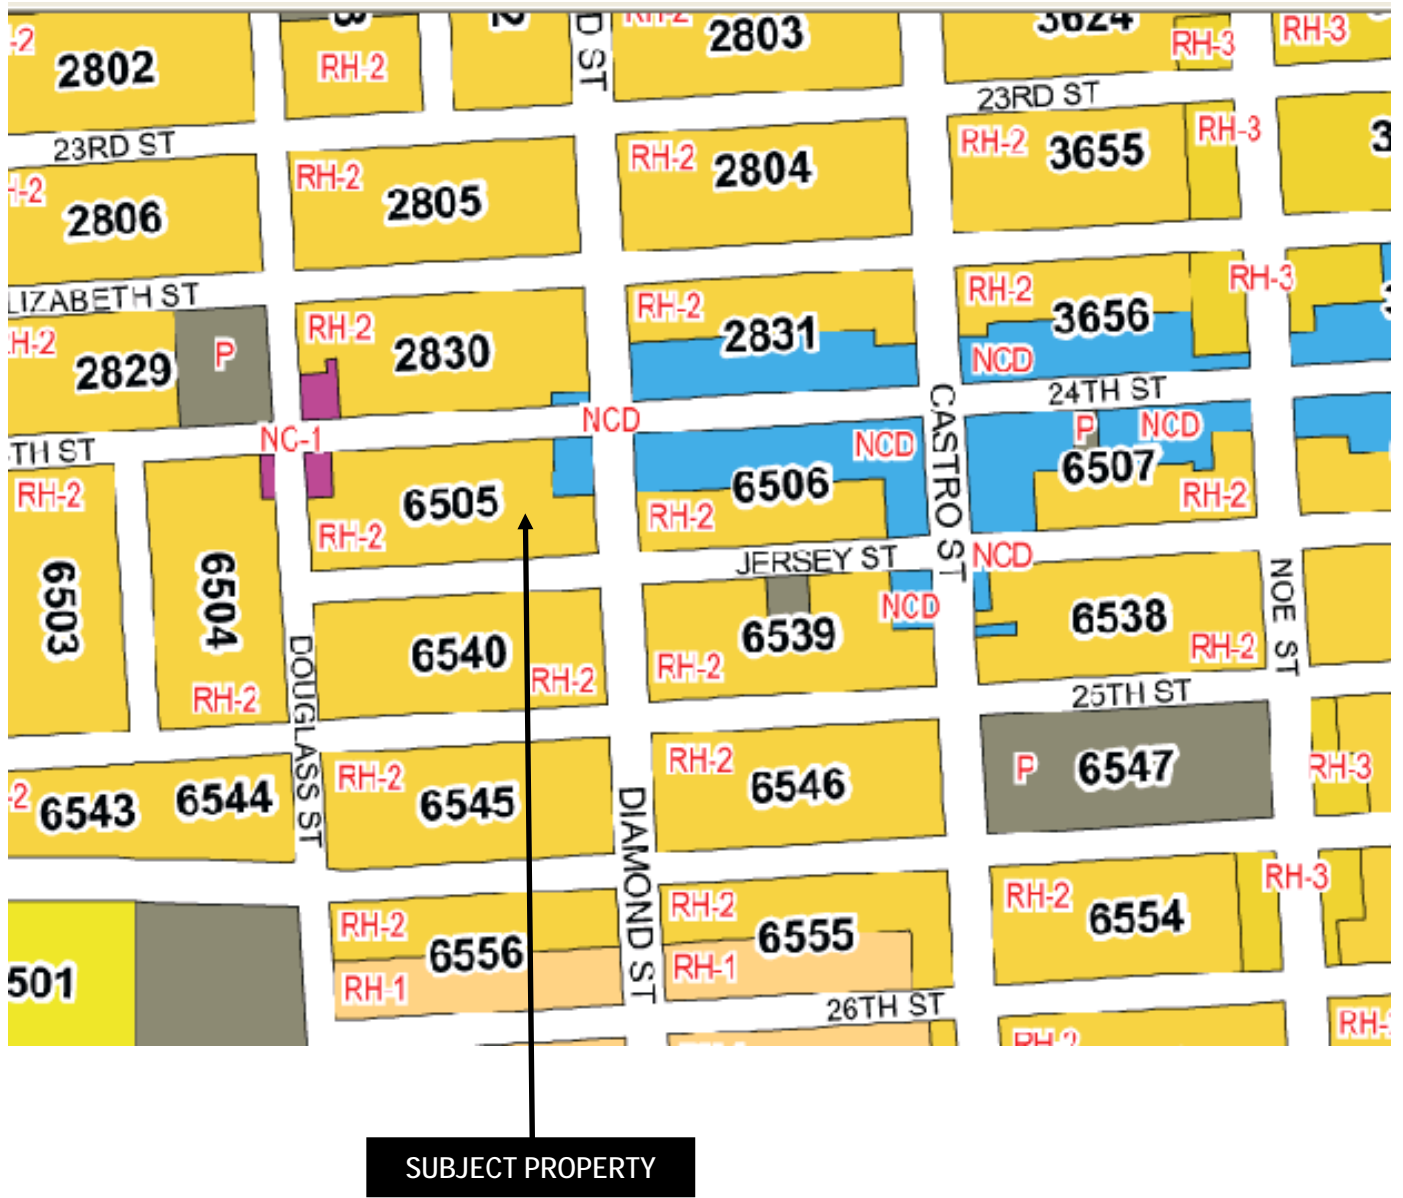 2802
RH-2
2803
3624
RH-3
RH-3
23RD ST
23RD ST
2806
RH-2
2805
RH-2
2804
RH-2
3655
RH-3
ELIZABETH ST
2829
P
RH-2
2830
RH-2
2831
RH-2
3656
NCD
RH-3
24TH ST
NC-1
NCD
NCD
CASTRO ST
P
NCD
6507
RH-2
TH ST
RH-2
6503
6504
RH-2
6505
RH-2
6506
RH-2
JERSEY ST
NCD
DOUGLASS ST
6540
RH-2
6539
RH-2
NCD
6538
RH-2
NOE ST
25TH ST
6543
6544
RH-2
6545
RH-2
6546
P
6547
RH-3
DIAMOND ST
501
RH-2
6556
RH-1
RH-2
6555
RH-1
RH-2
6554
RH-3
26TH ST
SUBJECT PROPERTY